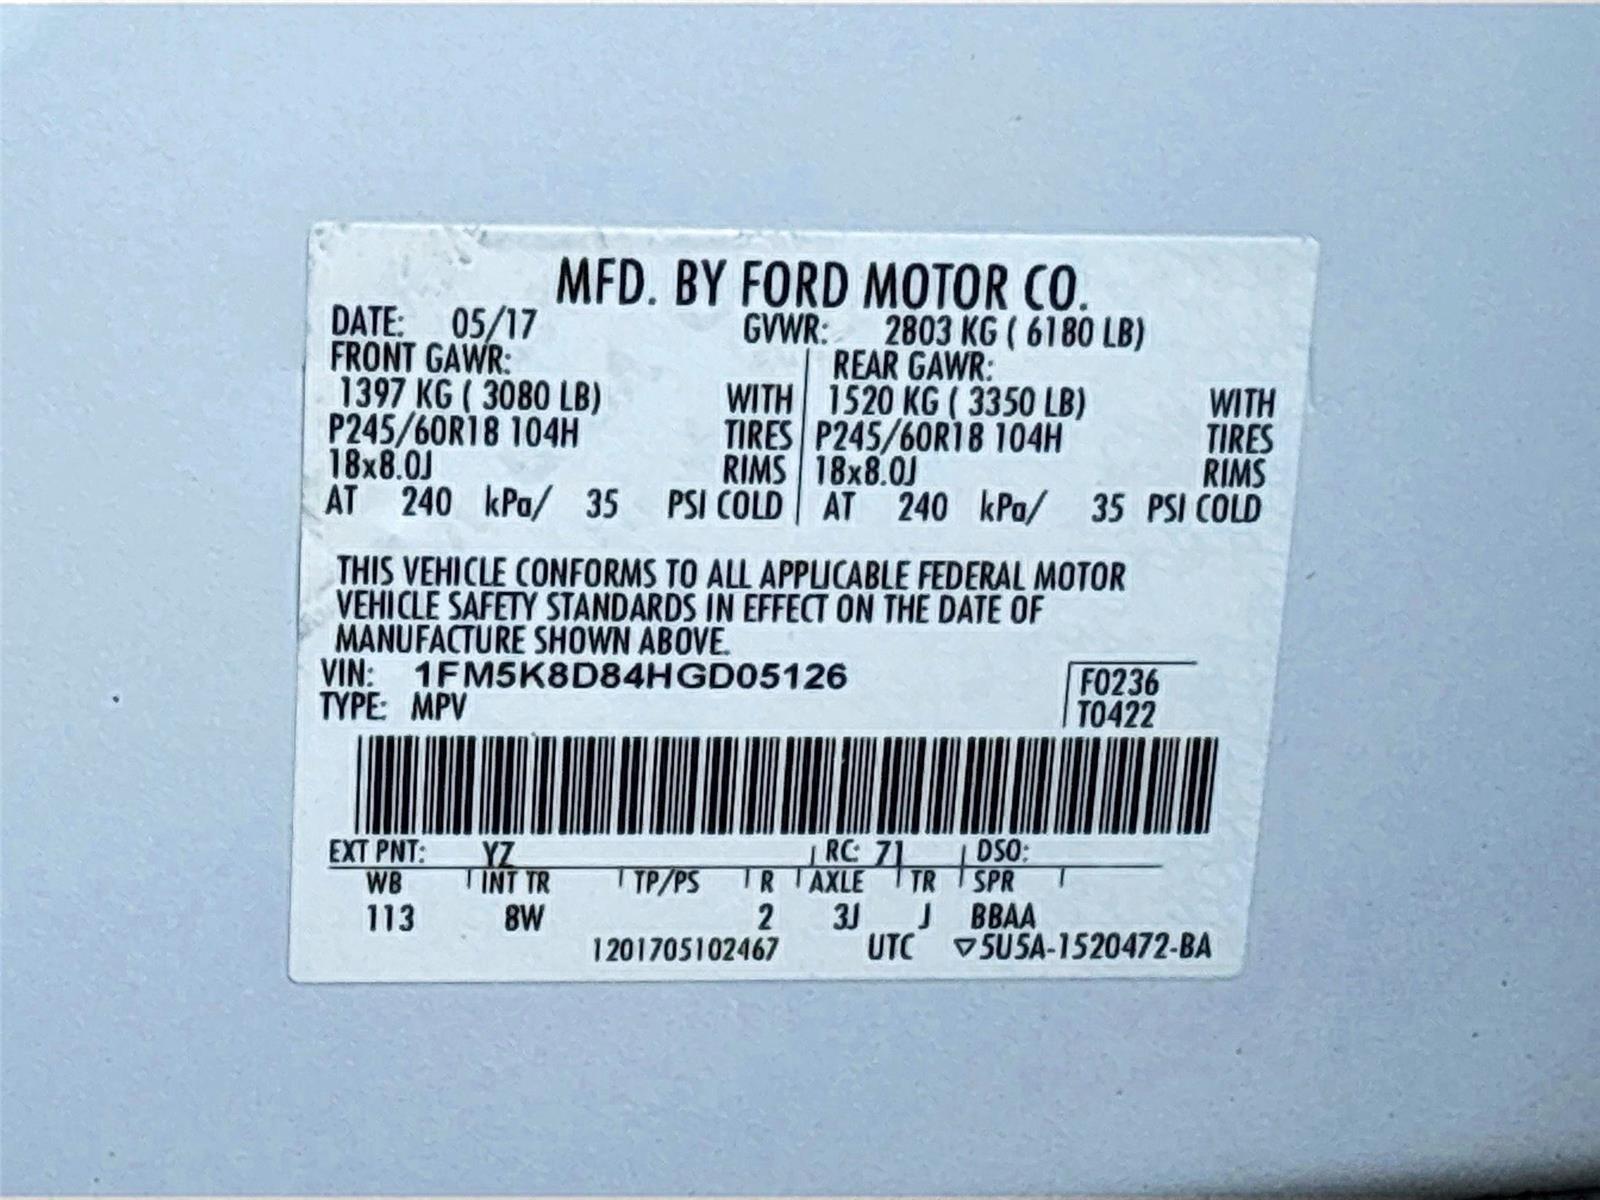 MFD. BY FORD MOTOR CO.
DATE: 05/17 GVWR: 2803 KG ( 6180 LB)
FRONT GAWR: REAR GAWR:
1397 KG ( 3080 LB) WITH 1520 KG ( 3350 LB) WITH
P245/60R18 104H TIRES P245/60R18 104H TIRES
18x8.0J RIMS 18x8.0J RIMS
AT 240 kPa/ 35 PSI COLD AT 240 kPa/ 35 PSI COLD
THIS VEHICLE CONFORMS TO ALL APPLICABLE FEDERAL MOTOR
VEHICLE SAFETY STANDARDS IN EFFECT ON THE DATE OF
MANUFACTURE SHOWN ABOVE.
VIN: 1FM5K8D84HGD05126 F0236
TYPE: MPV T0422
EXT PNT: YZ RC: 71 DSO:
WB INT TR TP/PS R AXLE TR SPR
113 8W 2 3J J BBAA
1201705102467 UTC ▽5U5A-1520472-BA